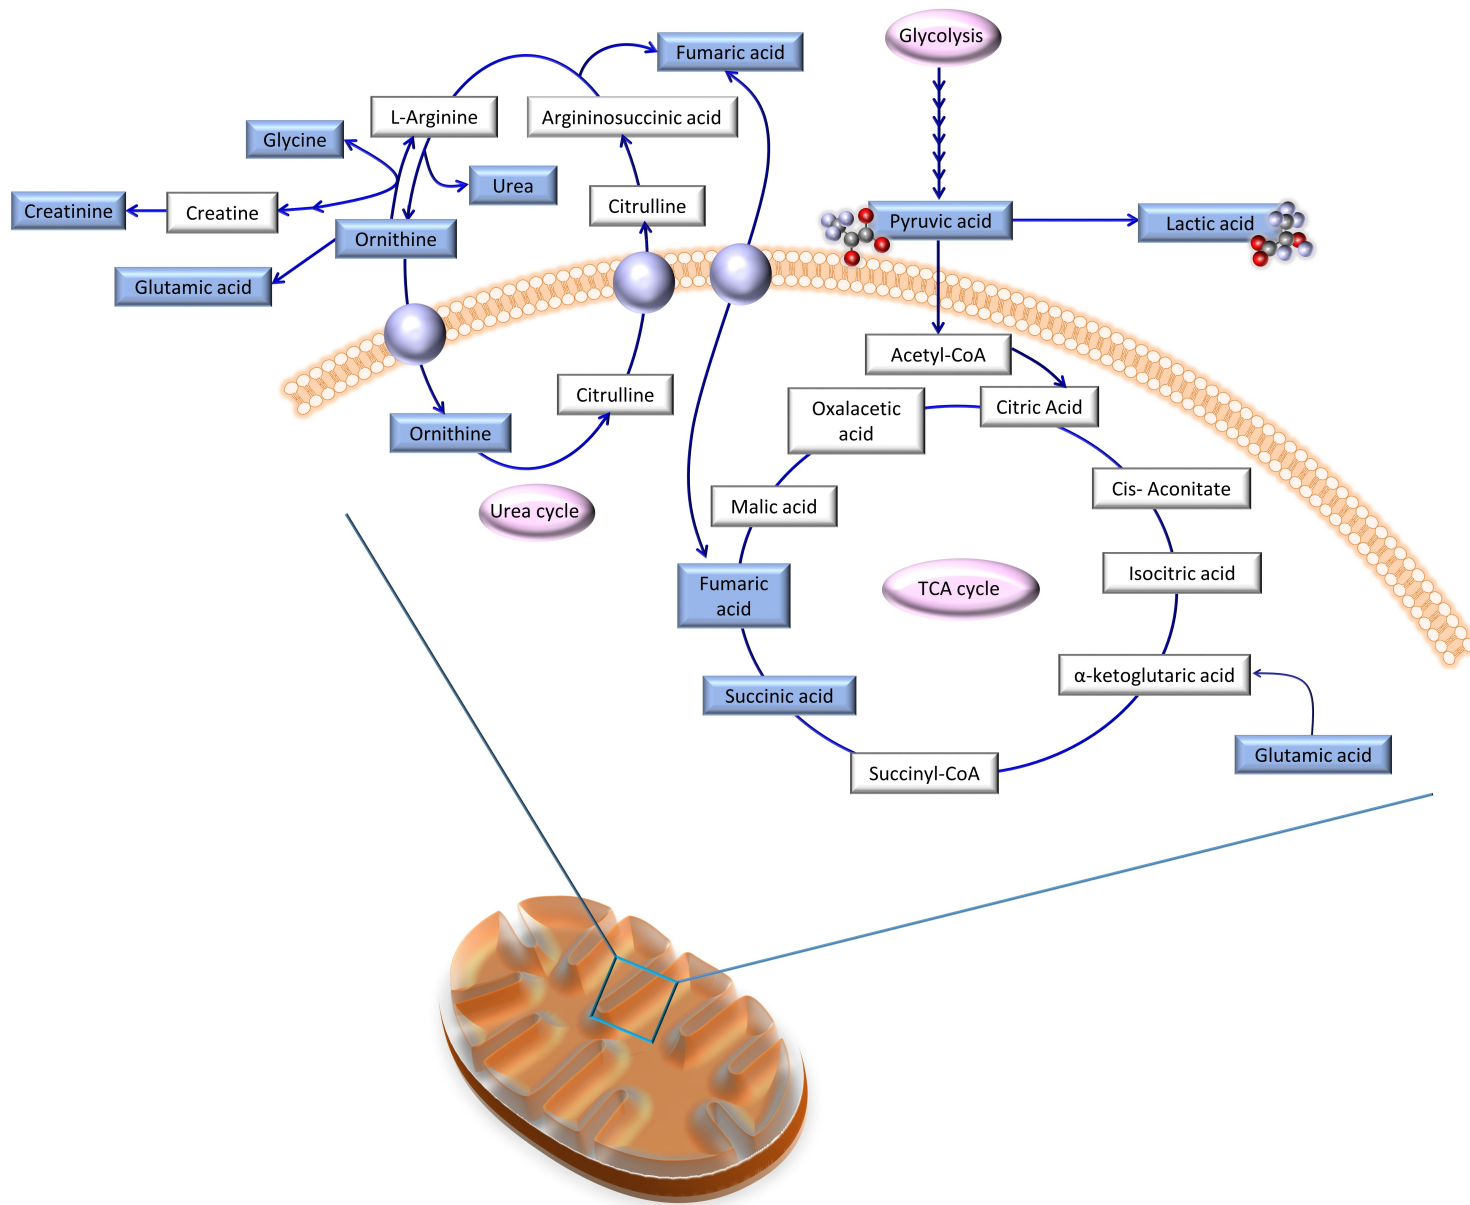 Glycolysis
Fumaric acid
L-Arginine
Argininosuccinic acid
Glycine
Urea
Creatinine
Creatine
Citrulline
Pyruvic acid
Lactic acid
Ornithine
Glutamic acid
Acetyl-CoA
Citrulline
Oxalacetic
acid
Citric Acid
Ornithine
Cis- Aconitate
Malic acid
Urea cycle
Isocitric acid
Fumaric
acid
TCA cycle
α-ketoglutaric acid
Succinic acid
Glutamic acid
Succinyl-CoA